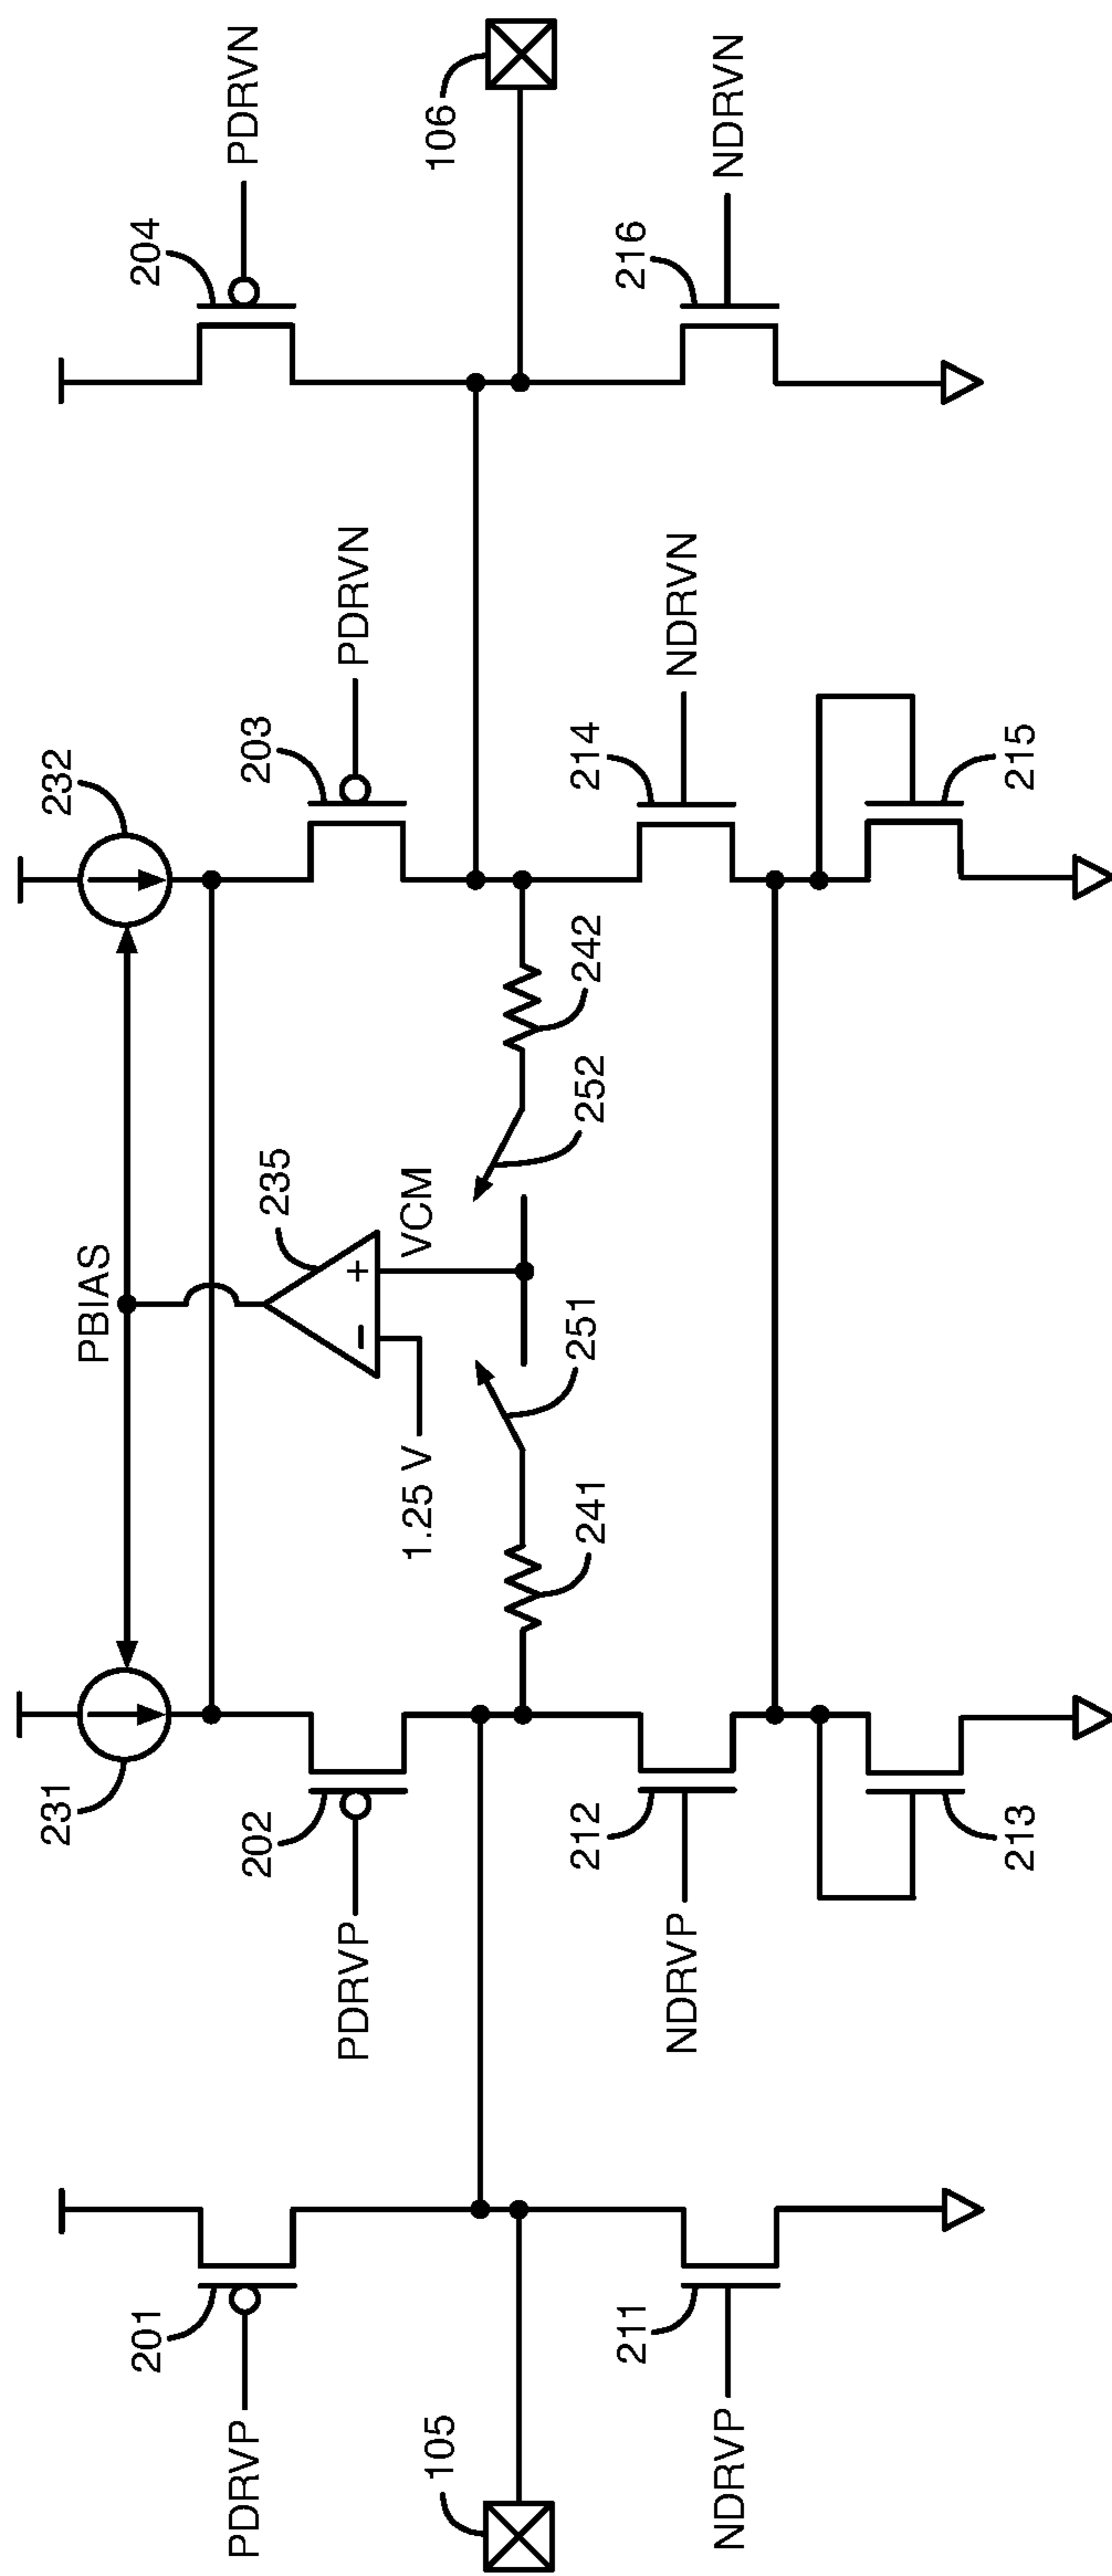 232
231
PBIAS
204
PDRVN
201
PDRVP
203
PDRVN
235
202
PDRVP
VCM
1.25 V
106
105
252
242
251
241
214
NDRVN
212
NDRVP
216
NDRVN
211
NDRVP
215
213